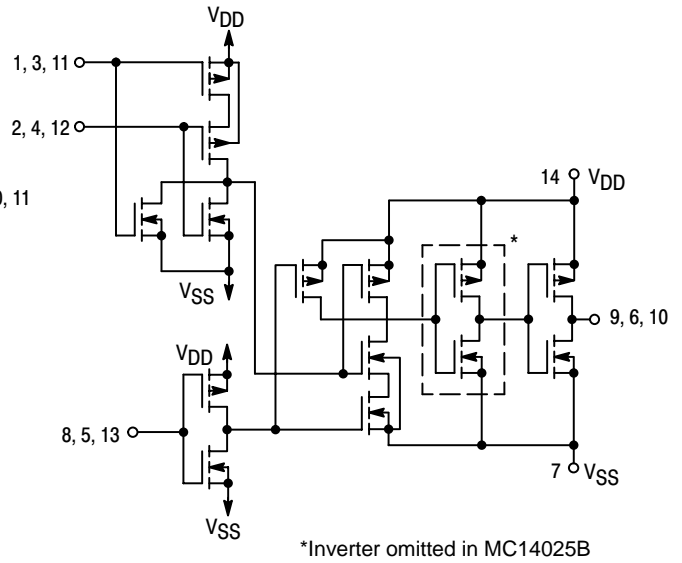 VDD
1, 3, 11
2, 4, 12
, 11
14 VDD
*
VSS
9, 6, 10
VDD
8, 5, 13
7 VSS
VSS
*Inverter omitted in MC14025B